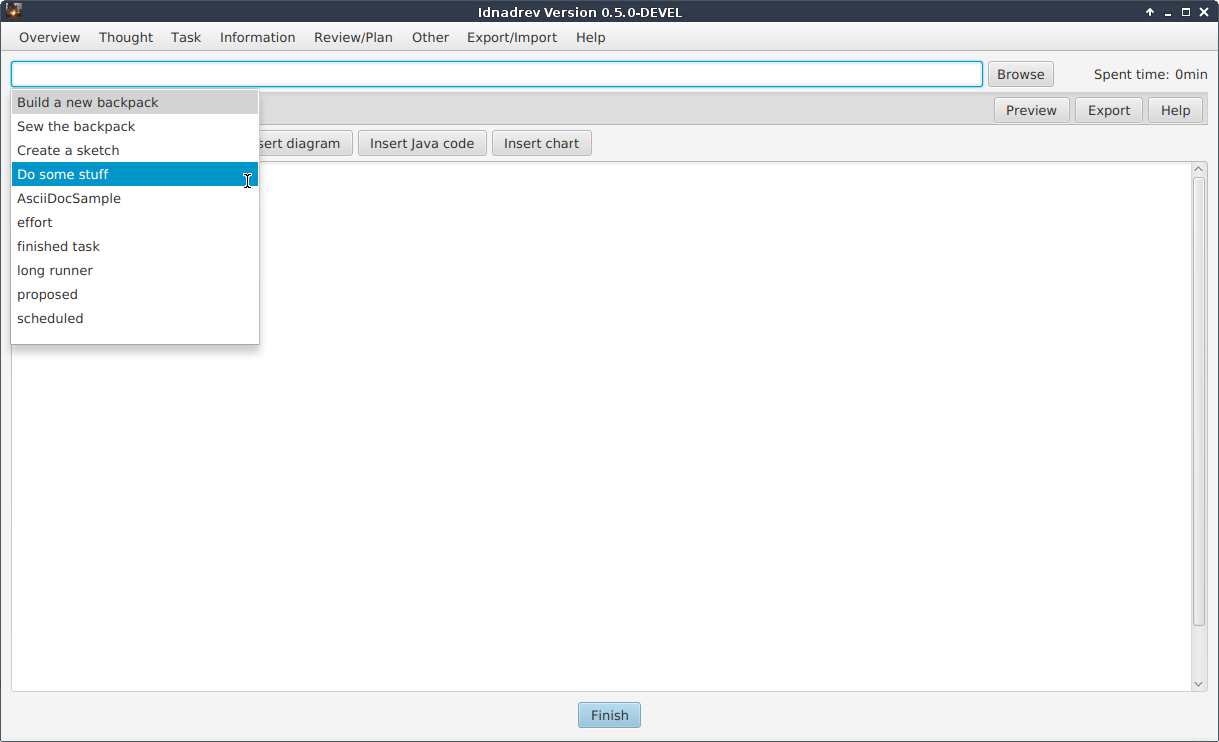 Idnadrev Version 0.5.0-DEVEL
Overview Thought Task Information Review/Plan Other Export/Import Help
Browse Spent time: 0min
Preview Export Help
sert diagram Insert Java code Insert chart
Build a new backpack
Sew the backpack
Create a sketch
Do some stuff
AsciiDocSample
effort
finished task
long runner
proposed
scheduled
Finish